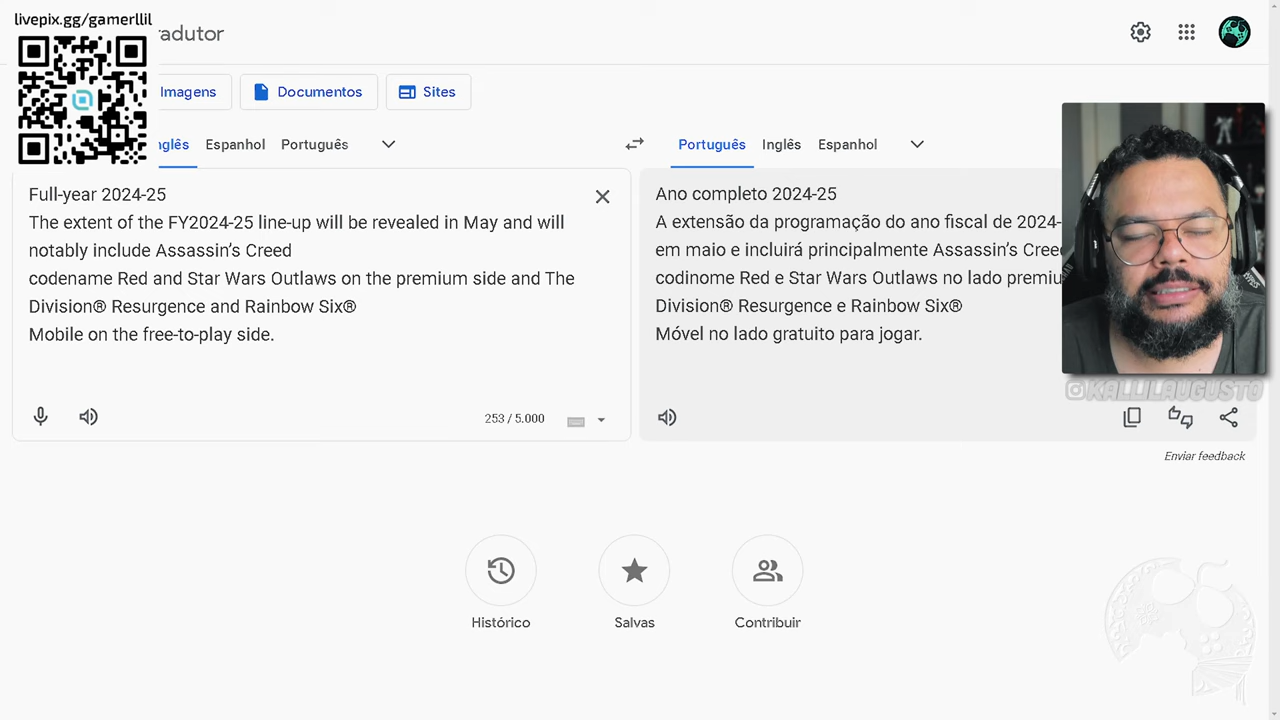 livepix.gg/gamerllil
radutor
Imagens
Documentos
Sites
nglês
Espanhol
Português
Português
Inglês
Espanhol
Full-year 2024-25
The extent of the FY2024-25 line-up will be revealed in May and will
notably include Assassin’s Creed
codename Red and Star Wars Outlaws on the premium side and The
Division® Resurgence and Rainbow Six®
Mobile on the free-to-play side.
253 / 5.000
Ano completo 2024-25
A extensão da programação do ano fiscal de 2024-
em maio e incluirá principalmente Assassin’s Creed
codinome Red e Star Wars Outlaws no lado premiu
Division® Resurgence e Rainbow Six®
Móvel no lado gratuito para jogar.
@KALLILAUGUSTO
Enviar feedback
Histórico
Salvas
Contribuir